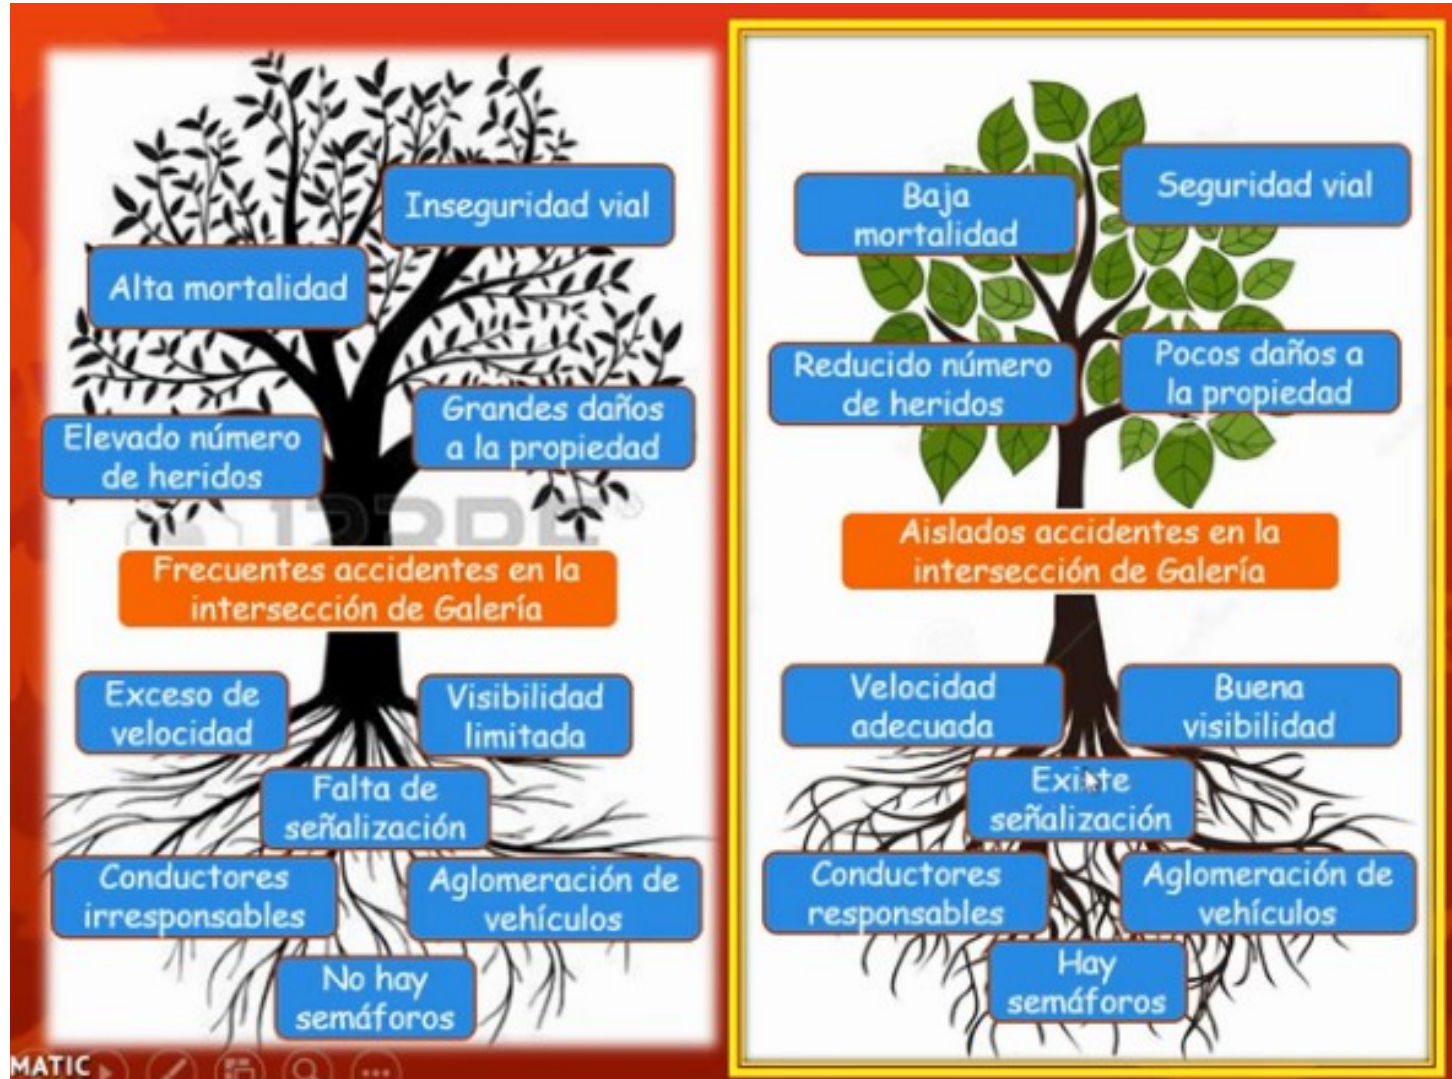 Inseguridad vial
Alta mortalidad
Grandes daños
a la propiedad
Elevado número
de heridos
Frecuentes accidentes en la
intersección de Galería
Exceso de
velocidad
Visibilidad
limitada
Falta de
señalización
Conductores
irresponsables
Aglomeración de
vehículos
No hay
semáforos
MATIC
Seguridad vial
Baja
mortalidad
Pocos daños a
la propiedad
Reducido número
de heridos
Aislados accidentes en la
intersección de Galería
Velocidad
adecuada
Buena
visibilidad
Existe
señalización
Conductores
responsables
Aglomeración de
vehículos
Hay
semáforos